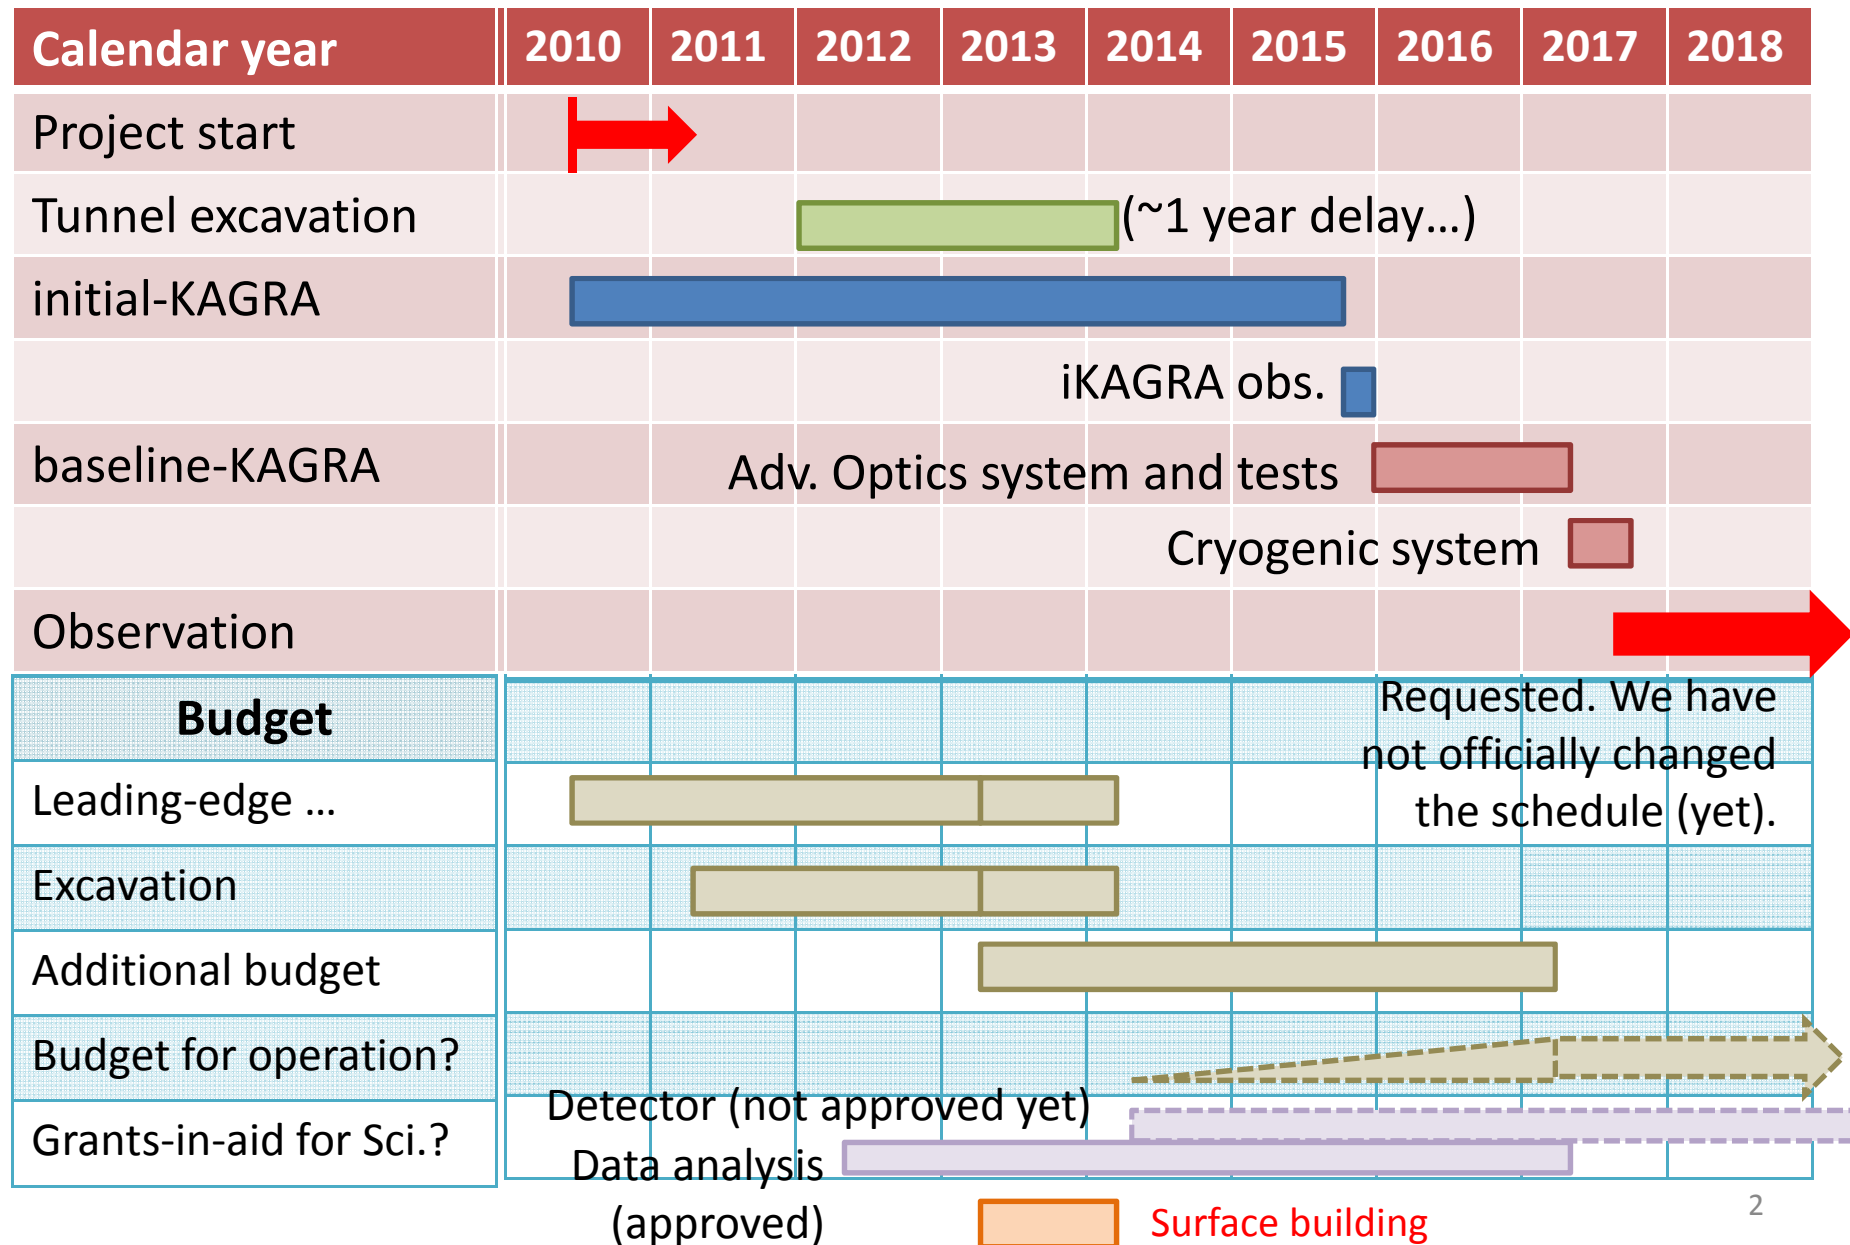 Calendar year 2010 2011 2012 2013 2014 2015 2016 2017 2018
Project start
Tunnel excavation (~1 year delay…)
initial-KAGRA
iKAGRA obs.
baseline-KAGRA Adv. Optics system and tests
Cryogenic system
Observation
Budget
Requested. We have
not officially changed
the schedule (yet).
Leading-edge …
Excavation
Additional budget
Budget for operation?
Detector (not approved yet)
Grants-in-aid for Sci.?
Data analysis
(approved)
Surface building
2